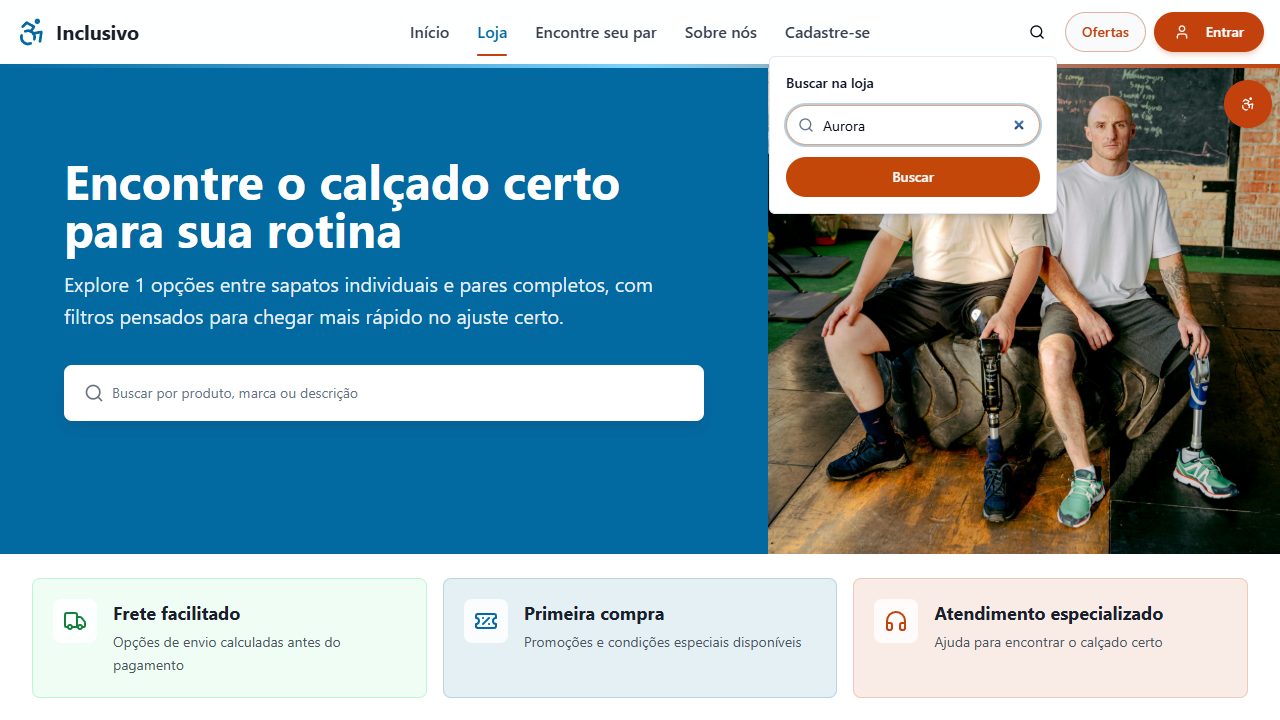 Inclusivo
Início
Loja
Encontre seu par
Sobre nós
Cadastre-se
Ofertas
Entrar
Buscar na loja
Aurora
Buscar
Encontre o calçado certo
para sua rotina
Explore 1 opções entre sapatos individuais e pares completos, com
filtros pensados para chegar mais rápido no ajuste certo.
Buscar por produto, marca ou descrição
Frete facilitado
Opções de envio calculadas antes do
pagamento
Primeira compra
Promoções e condições especiais disponíveis
Atendimento especializado
Ajuda para encontrar o calçado certo